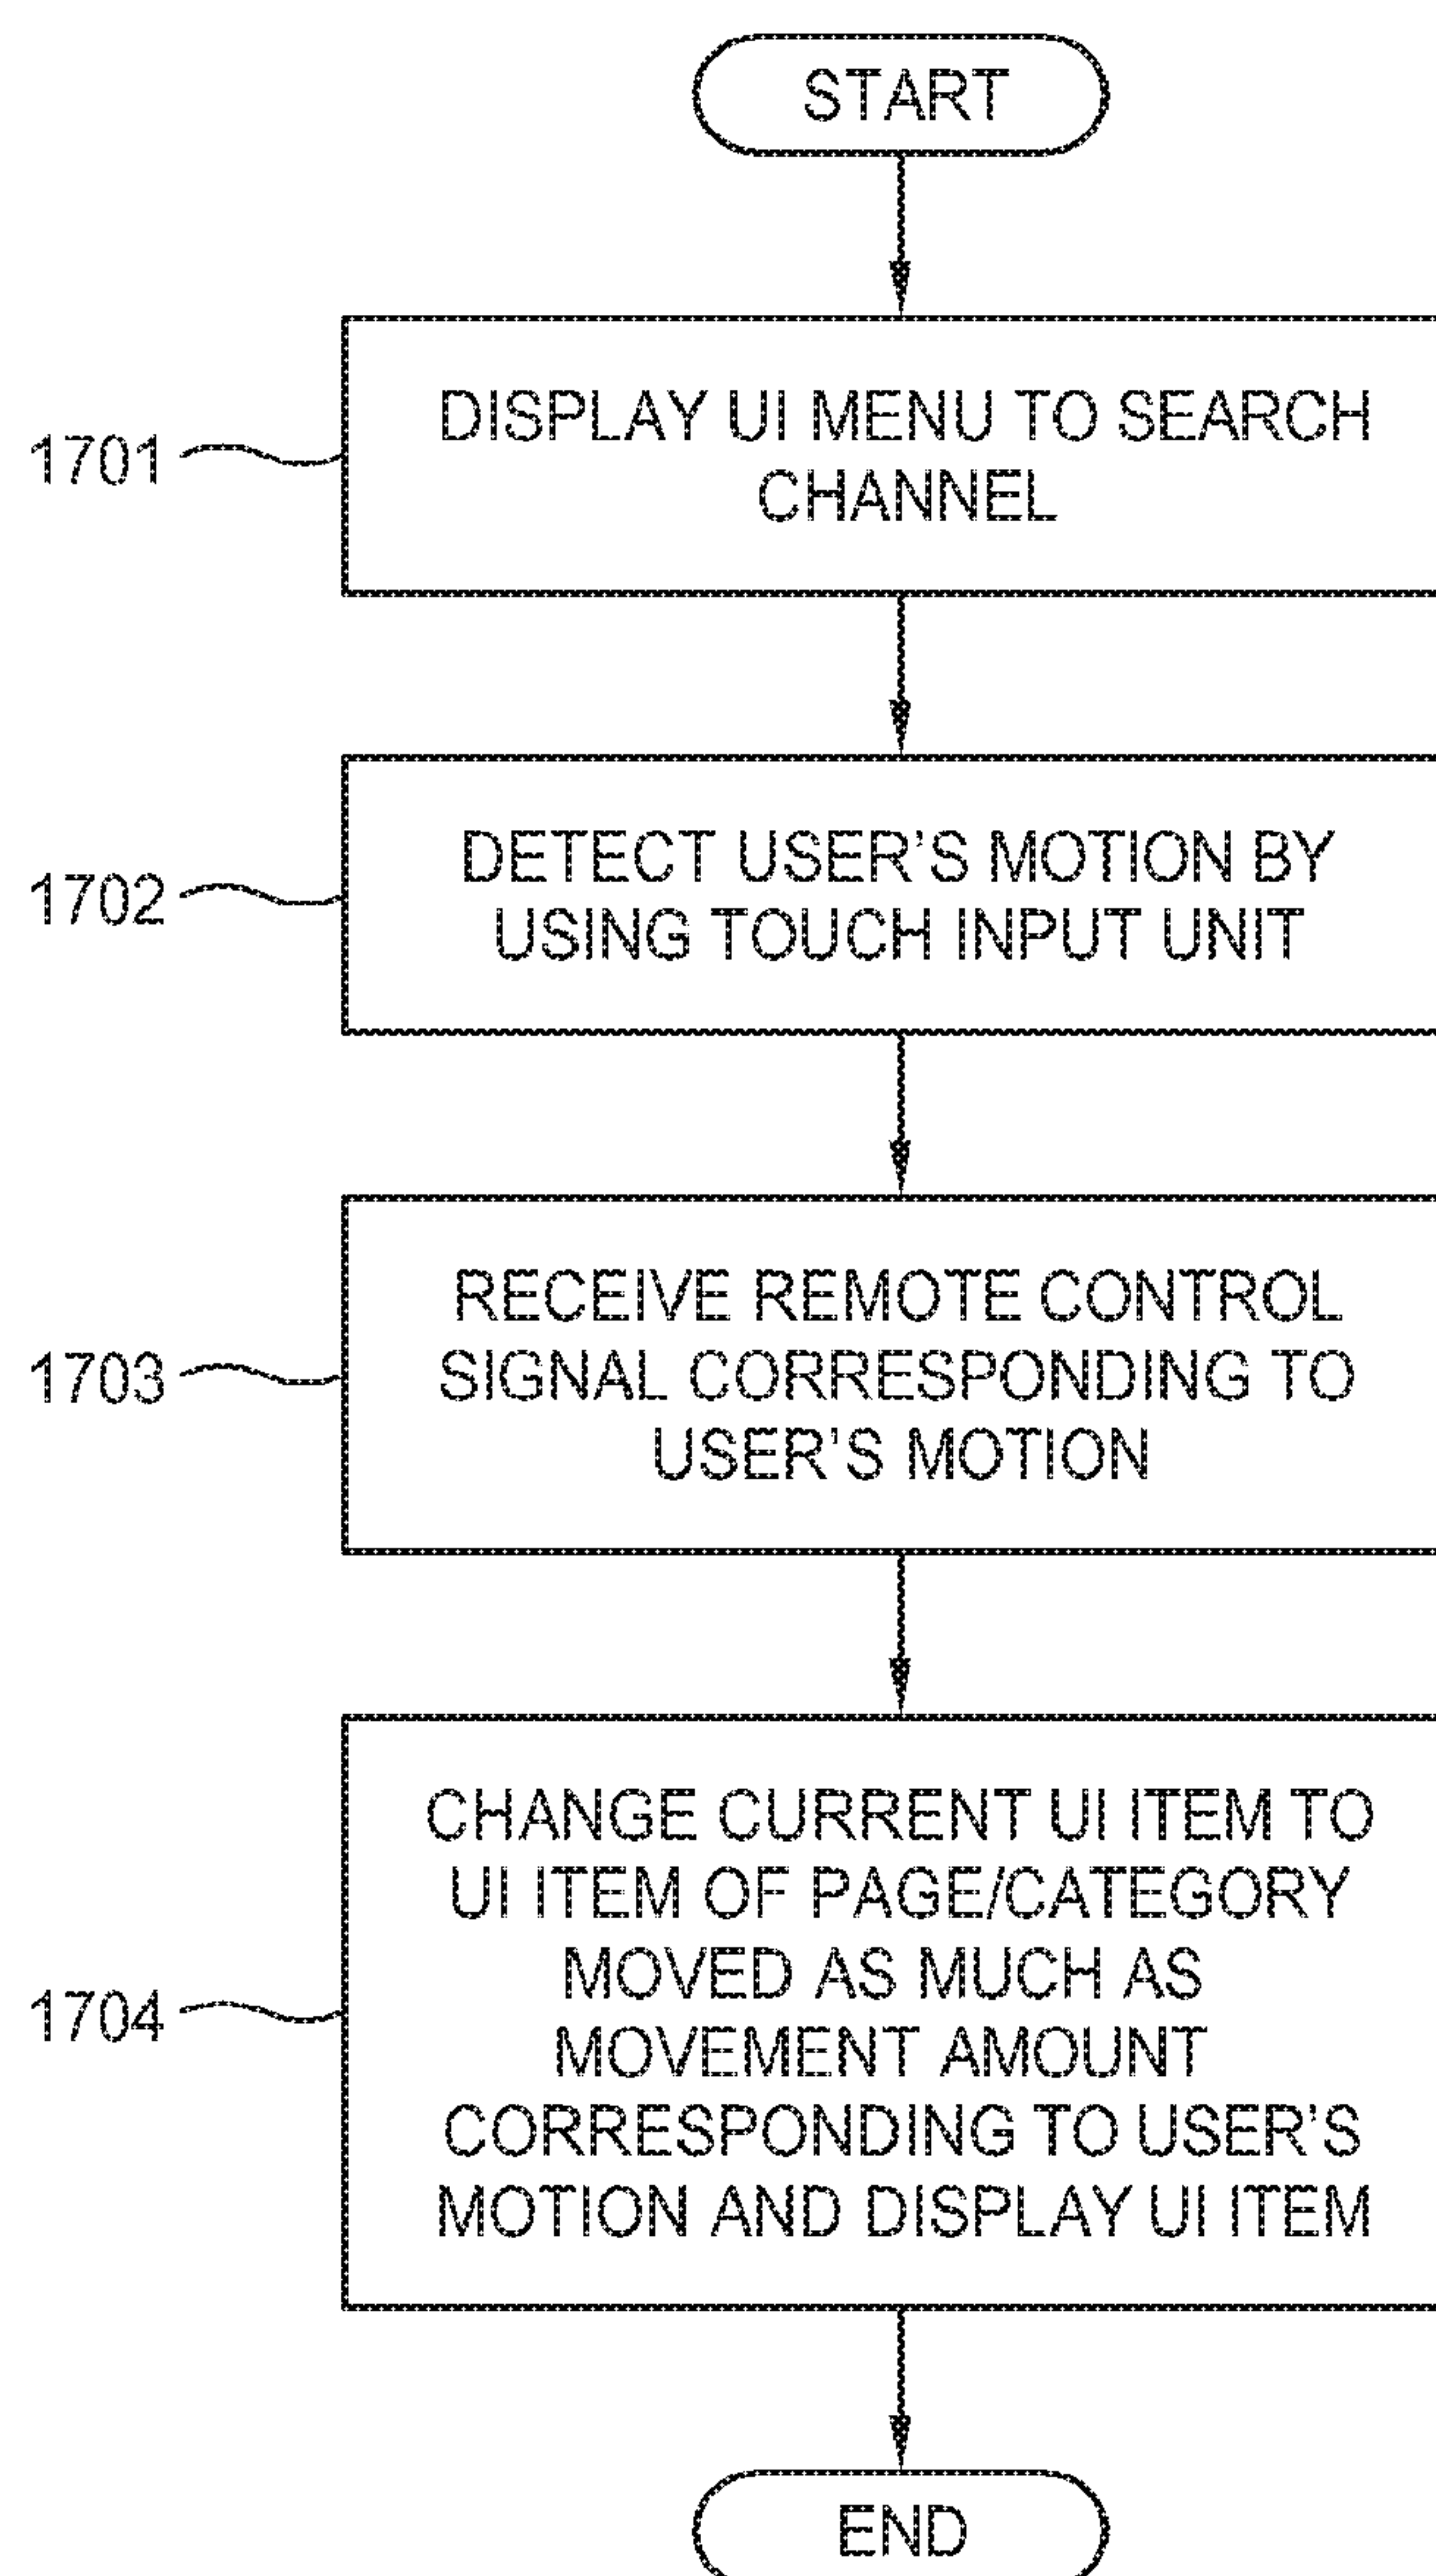 START
1701
DISPLAY UI MENU TO SEARCH
CHANNEL
1702
DETECT USER'S MOTION BY
USING TOUCH INPUT UNIT
1703
RECEIVE REMOTE CONTROL
SIGNAL CORRESPONDING TO
USER'S MOTION
1704
CHANGE CURRENT UI ITEM TO
UI ITEM OF PAGE/CATEGORY
MOVED AS MUCH AS
MOVEMENT AMOUNT
CORRESPONDING TO USER'S
MOTION AND DISPLAY UI ITEM
END